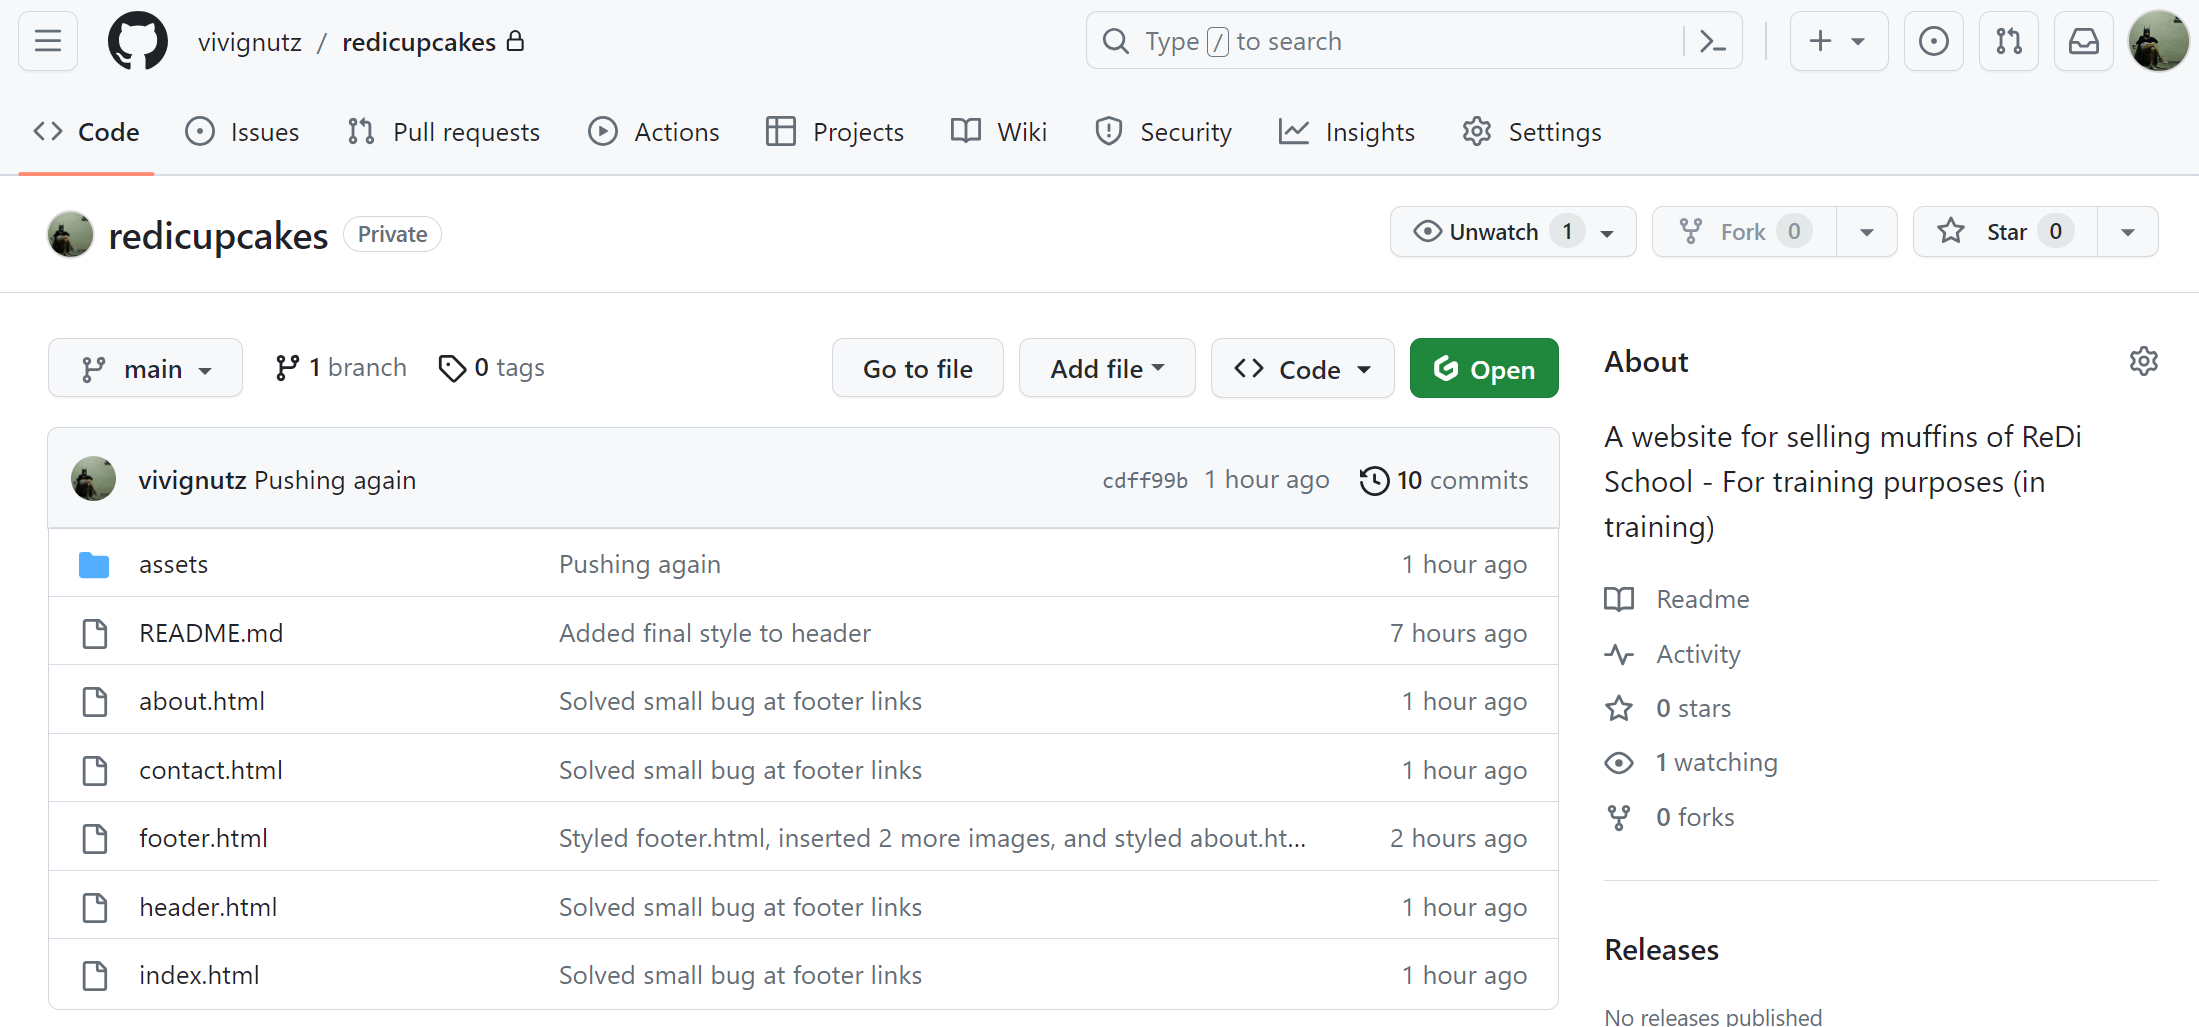 vivignutz / redicupcakes
Type / to search
Code
Issues
Pull requests
Actions
Projects
Wiki
Security
Insights
Settings
redicupcakes Private
Unwatch 1
Fork 0
Star 0
main
1 branch
0 tags
Go to file
Add file
Code
Open
vivignutz Pushing again
cdff99b 1 hour ago
10 commits
assets Pushing again 1 hour ago
README.md Added final style to header 7 hours ago
about.html Solved small bug at footer links 1 hour ago
contact.html Solved small bug at footer links 1 hour ago
footer.html Styled footer.html, inserted 2 more images, and styled about.ht... 2 hours ago
header.html Solved small bug at footer links 1 hour ago
index.html Solved small bug at footer links 1 hour ago
About
A website for selling muffins of ReDi
School - For training purposes (in
training)
Readme
Activity
0 stars
1 watching
0 forks
Releases
No releases published